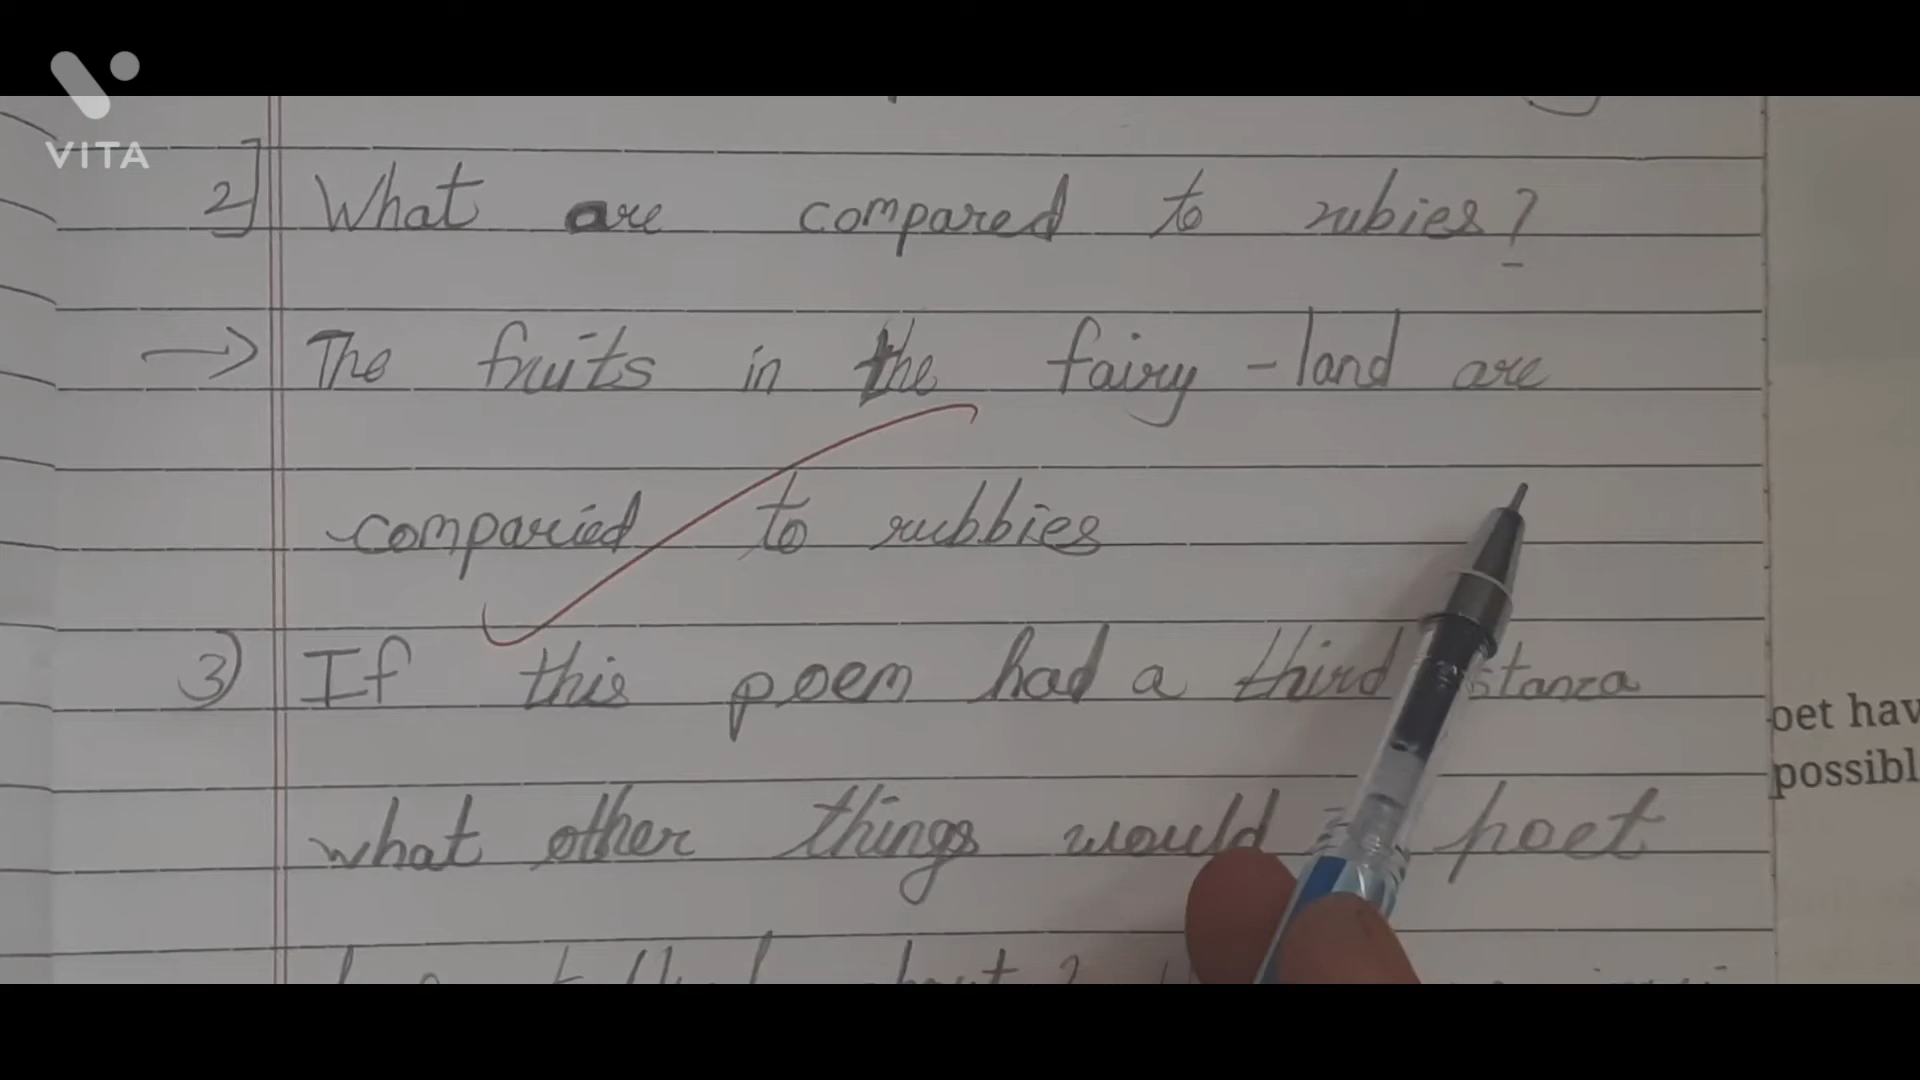 VITA
2] What are compared to rubies?
→ The fruits in the fairy-land are
comparied to rubbies
3) If this poem had a third stanza
what other things would poet
oet hav
possibl